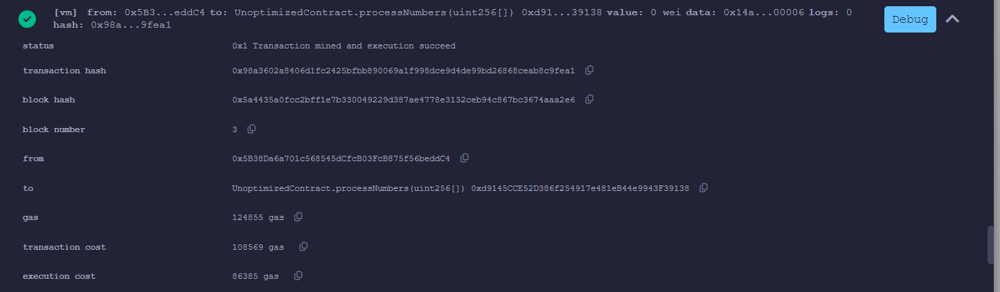 [vm] from: 0x5B3...eddC4 to: UnoptimizedContract.processNumbers(uint256[]) 0xd91...39138 value: 0 wei data: 0x14a...00006 logs: 0
hash: 0x98a...9fea1
Debug
status 0x1 Transaction mined and execution succeed
transaction hash 0x98a3602a8406d1fc2425bfbb890069a1f998dce9d4de99bd26868ceab8c9fea1
block hash 0x5a4435a0fcc2bff1e7b330049229d387ae4778e3132ceb94c867bc3674aaa2e6
block number 3
from 0x5B38Da6a701c568545dCfcB03FcB875f56beddC4
to UnoptimizedContract.processNumbers(uint256[]) 0xd9145CCE52D386f254917e481eB44e9943F39138
gas 124855 gas
transaction cost 108569 gas
execution cost 86385 gas